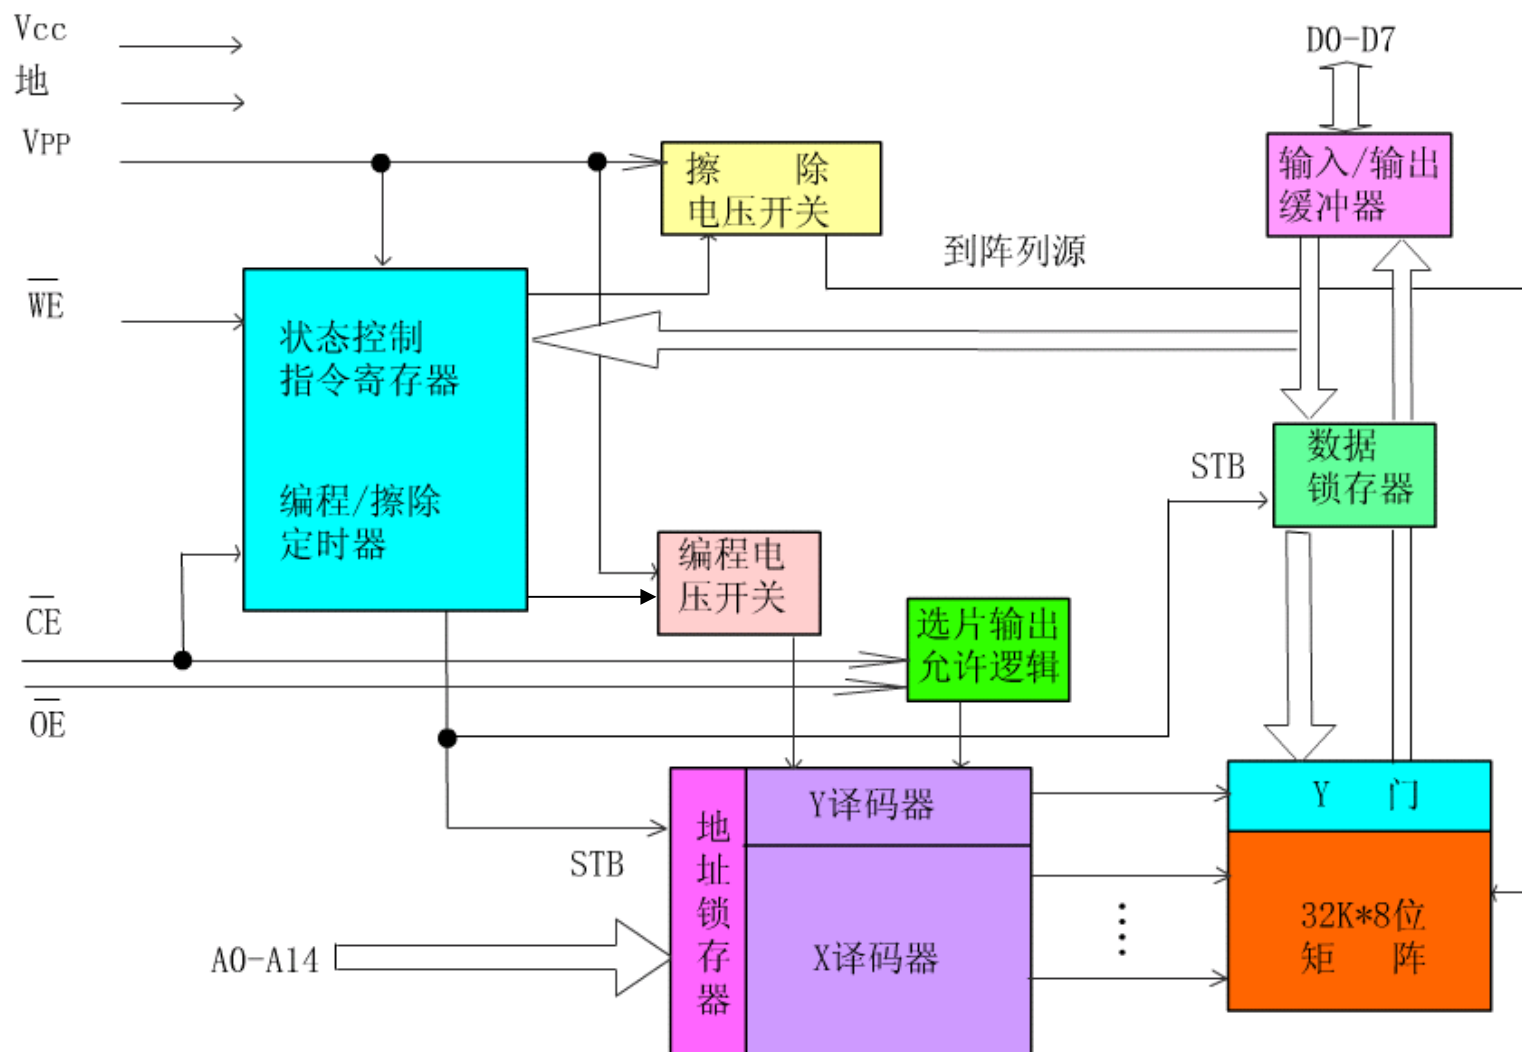 Vcc
地
VPP
D0-D7
擦 除
电压开关
输入/输出
缓冲器
到阵列源
WE
状态控制
指令寄存器
编程/擦除
定时器
STB
数据
锁存器
编程电
压开关
CE
选片输出
允许逻辑
OE
Y译码器
Y 门
地址锁存器
STB
A0-A14
X译码器
32K*8位
矩 阵